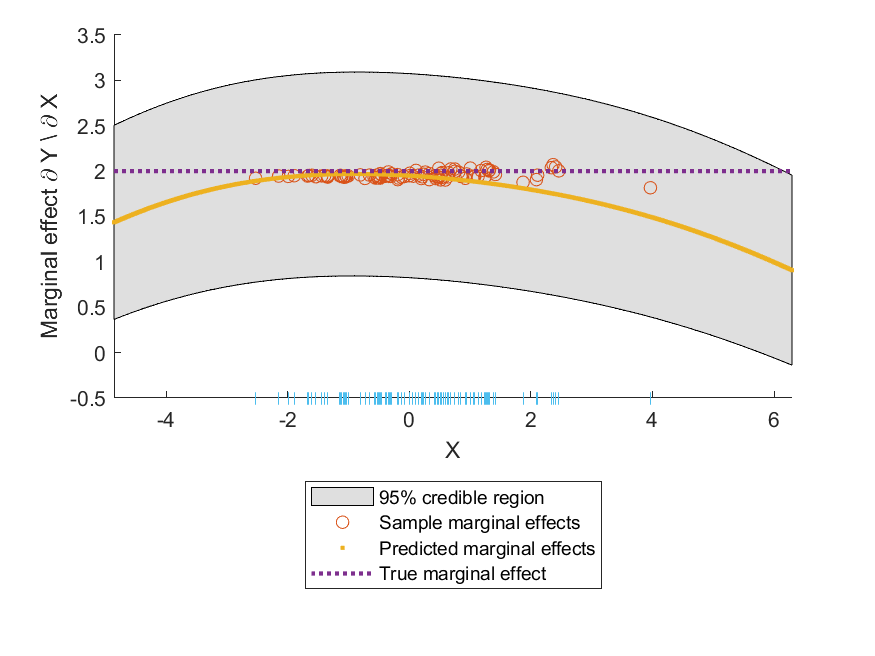 3.5
3
2.5
2
1.5
1
0.5
0
-0.5
Marginal effect ∂ Y \ ∂ X
-4 -2 0 2 4 6
X
95% credible region
Sample marginal effects
Predicted marginal effects
True marginal effect